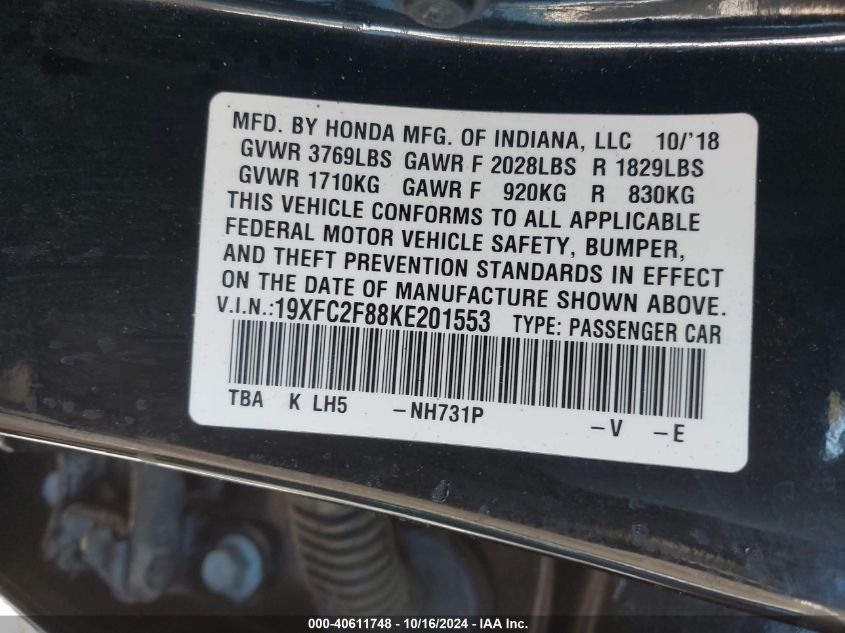 MFD. BY HONDA MFG. OF INDIANA, LLC 10/'18
GVWR 3769LBS GAWR F 2028LBS R 1829LBS
GVWR 1710KG GAWR F 920KG R 830KG
THIS VEHICLE CONFORMS TO ALL APPLICABLE
FEDERAL MOTOR VEHICLE SAFETY, BUMPER,
AND THEFT PREVENTION STANDARDS IN EFFECT
ON THE DATE OF MANUFACTURE SHOWN ABOVE.
V.I.N.:19XFC2F88KE201553 TYPE: PASSENGER CAR
TBA K LH5 –NH731P –V –E
000-40611748 - 10/16/2024 - IAA Inc.